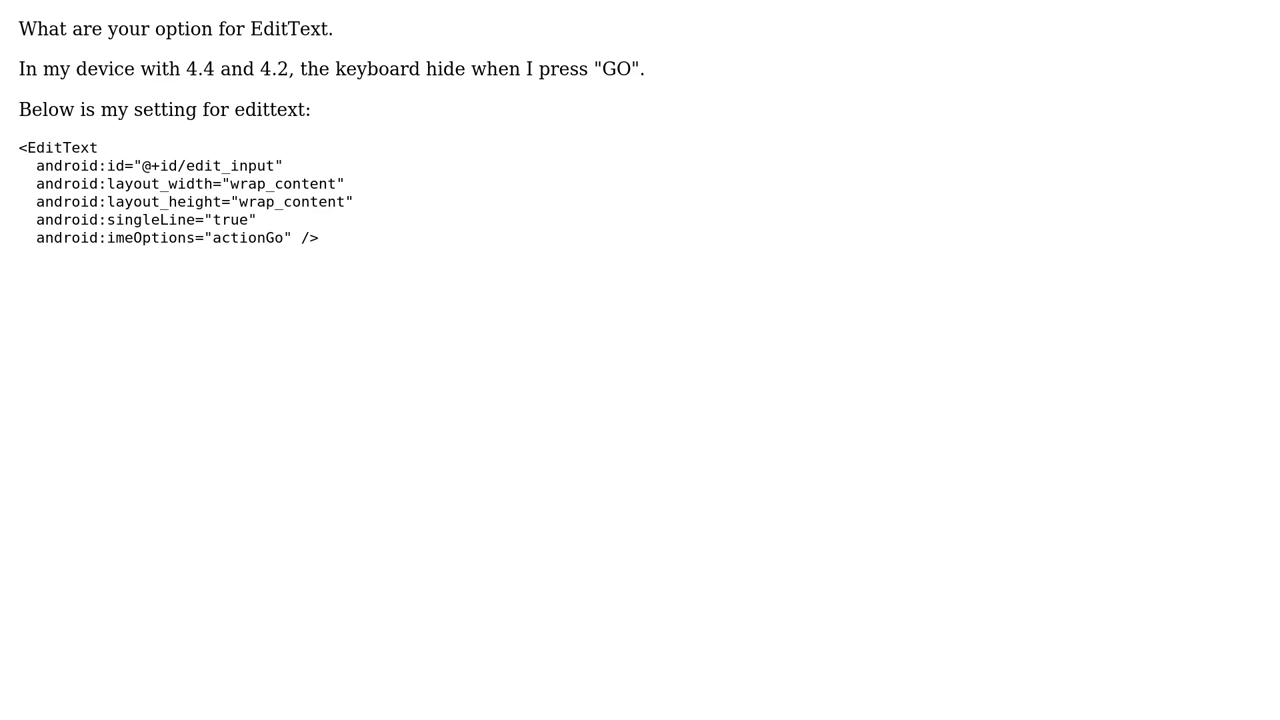 What are your option for EditText.
In my device with 4.4 and 4.2, the keyboard hide when I press "GO".
Below is my setting for edittext:
<EditText
  android:id="@+id/edit_input"
  android:layout_width="wrap_content"
  android:layout_height="wrap_content"
  android:singleLine="true"
  android:imeOptions="actionGo" />